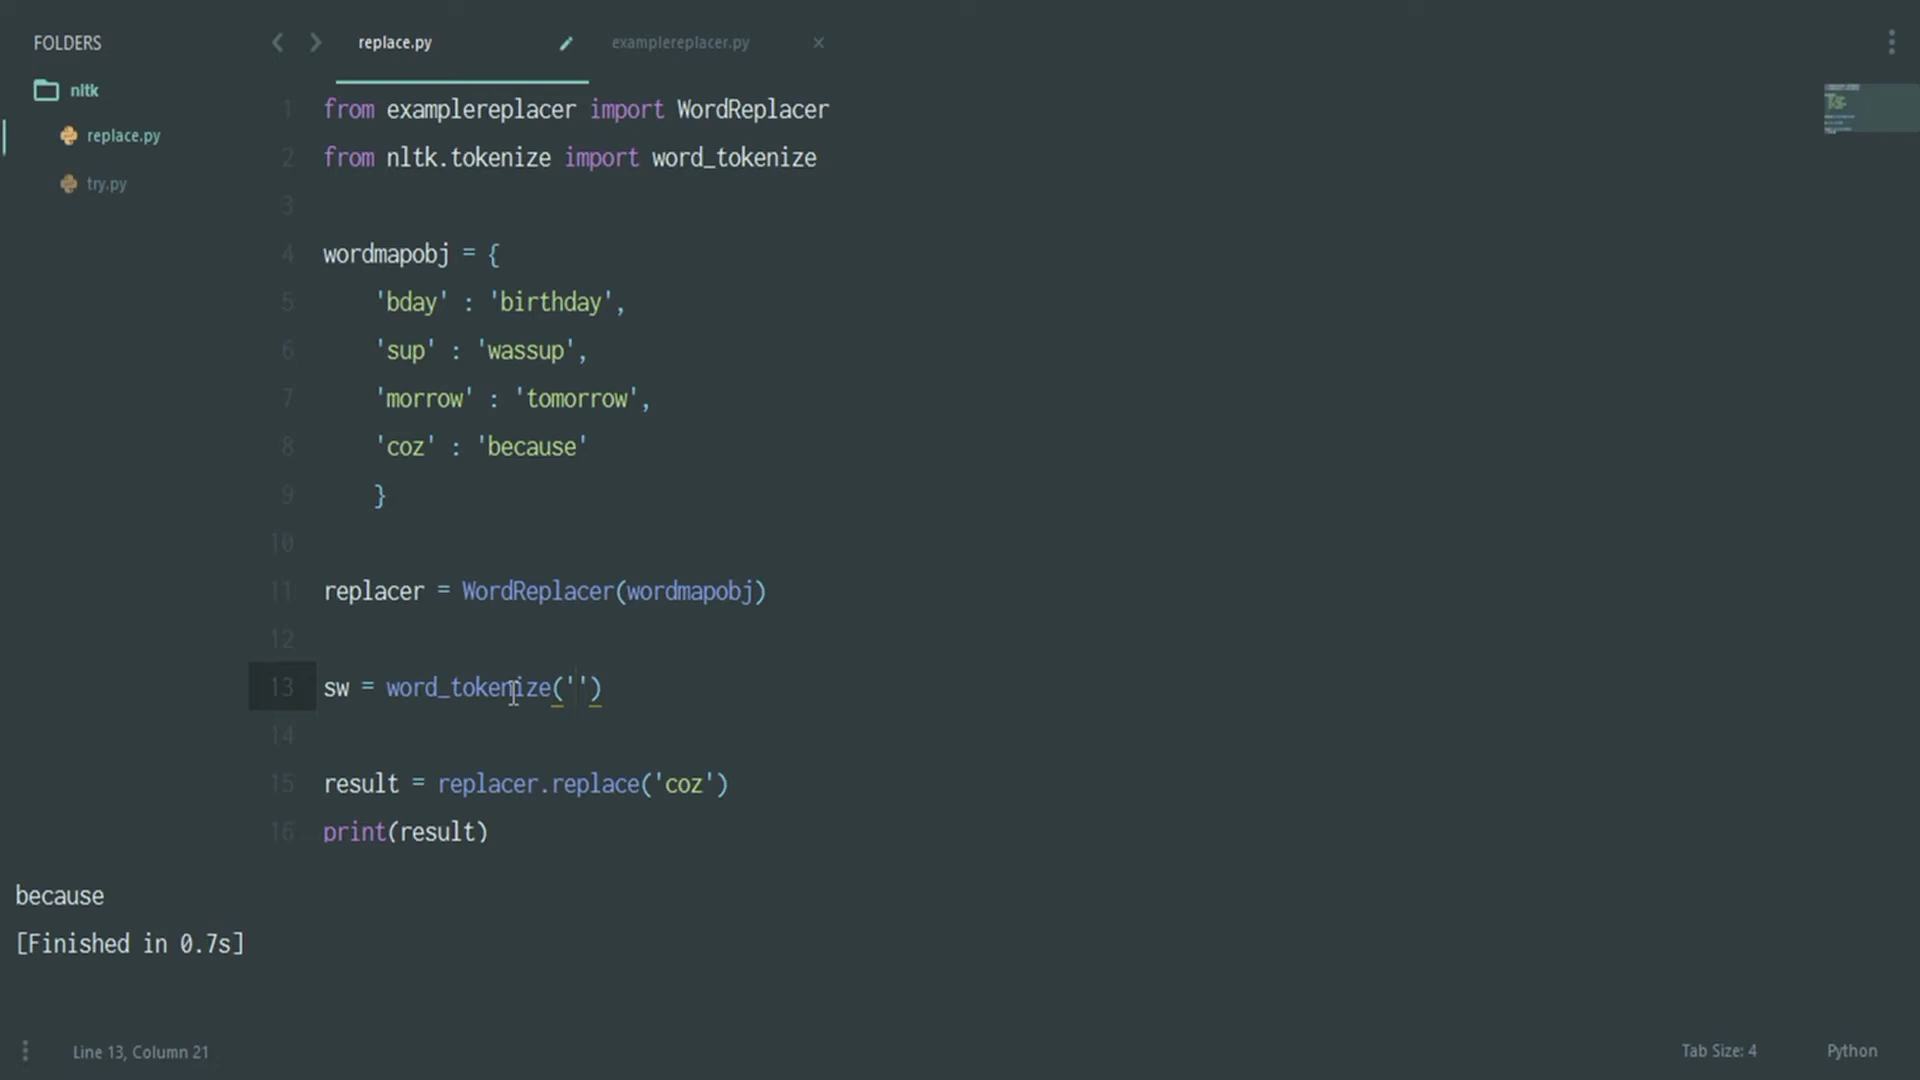 FOLDERS
nltk
replace.py
try.py
replace.py
examplereplacer.py
1 from examplereplacer import WordReplacer
2 from nltk.tokenize import word_tokenize
3
4 wordmapobj = {
5 'bday' : 'birthday',
6 'sup' : 'wassup',
7 'morrow' : 'tomorrow',
8 'coz' : 'because'
9 }
10
11 replacer = WordReplacer(wordmapobj)
12
13 sw = word_tokenize('')
14
15 result = replacer.replace('coz')
16 print(result)
because
[Finished in 0.7s]
Line 13, Column 21
Tab Size: 4
Python